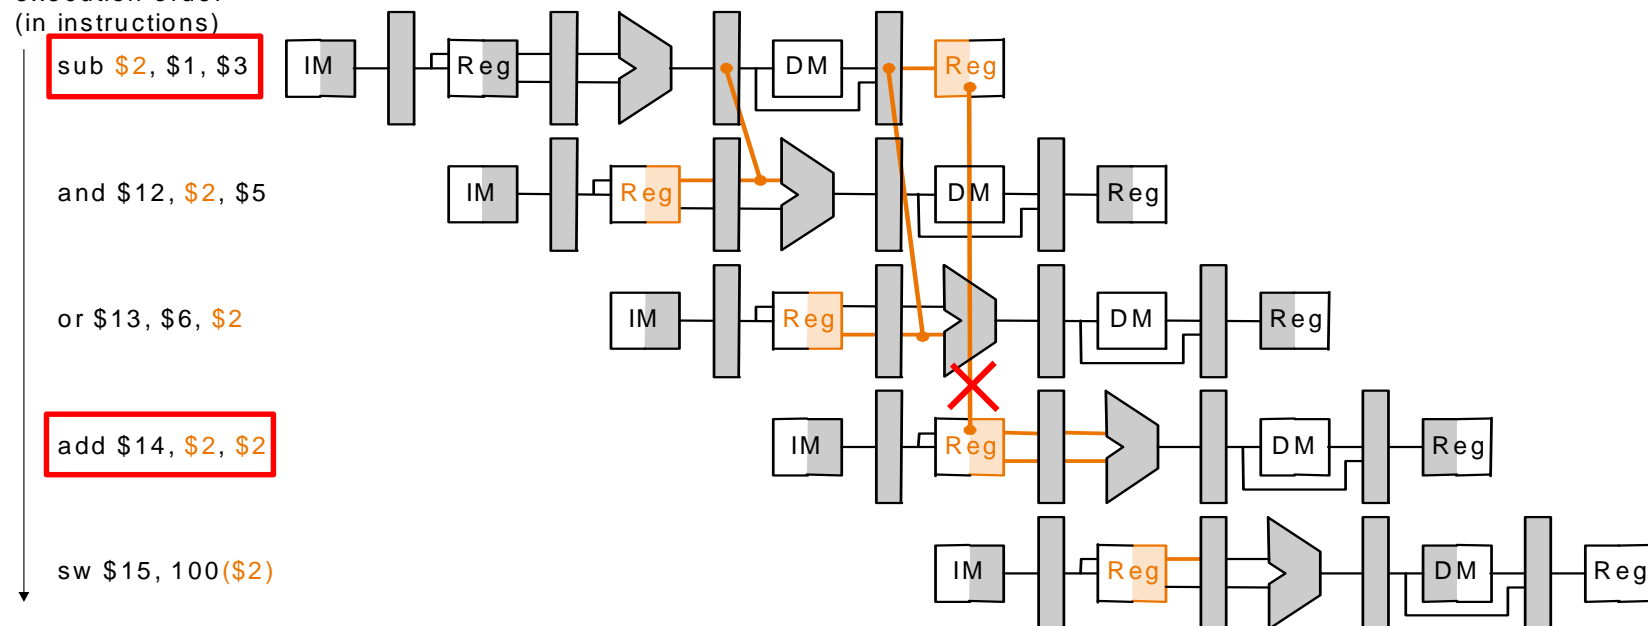 (in instructions)
sub $2, $1, $3
IM Reg DM Reg
and $12, $2, $5
IM Reg DM Reg
or $13, $6, $2
IM Reg DM Reg
add $14, $2, $2
IM Reg DM Reg
sw $15, 100($2)
IM Reg DM Reg